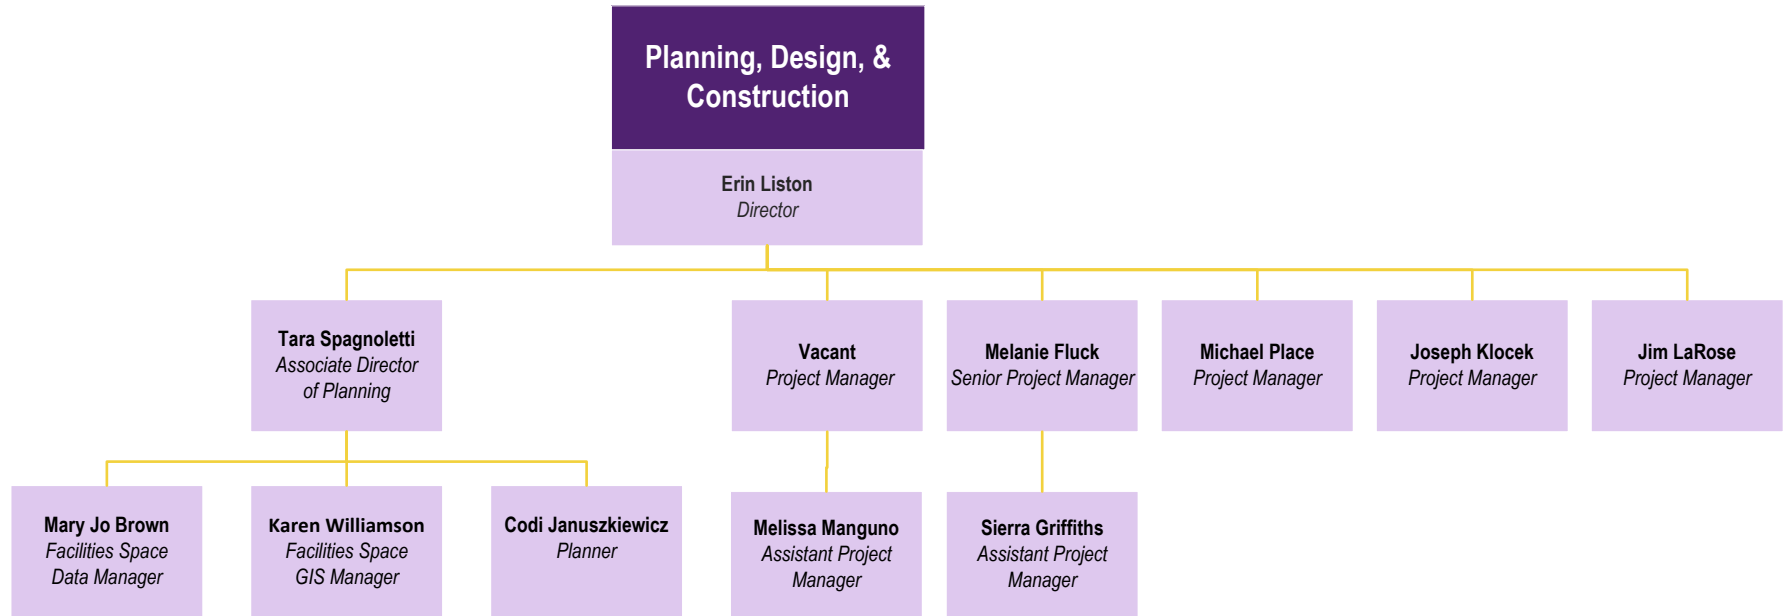 Planning, Design, &
Construction
Erin Liston
Director
Tara Spagnoletti
Associate Director
of Planning
Vacant
Project Manager
Melanie Fluck
Senior Project Manager
Michael Place
Project Manager
Joseph Klocek
Project Manager
Jim LaRose
Project Manager
Mary Jo Brown
Facilities Space
Data Manager
Karen Williamson
Facilities Space
GIS Manager
Codi Januszkiewicz
Planner
Melissa Manguno
Assistant Project
Manager
Sierra Griffiths
Assistant Project
Manager